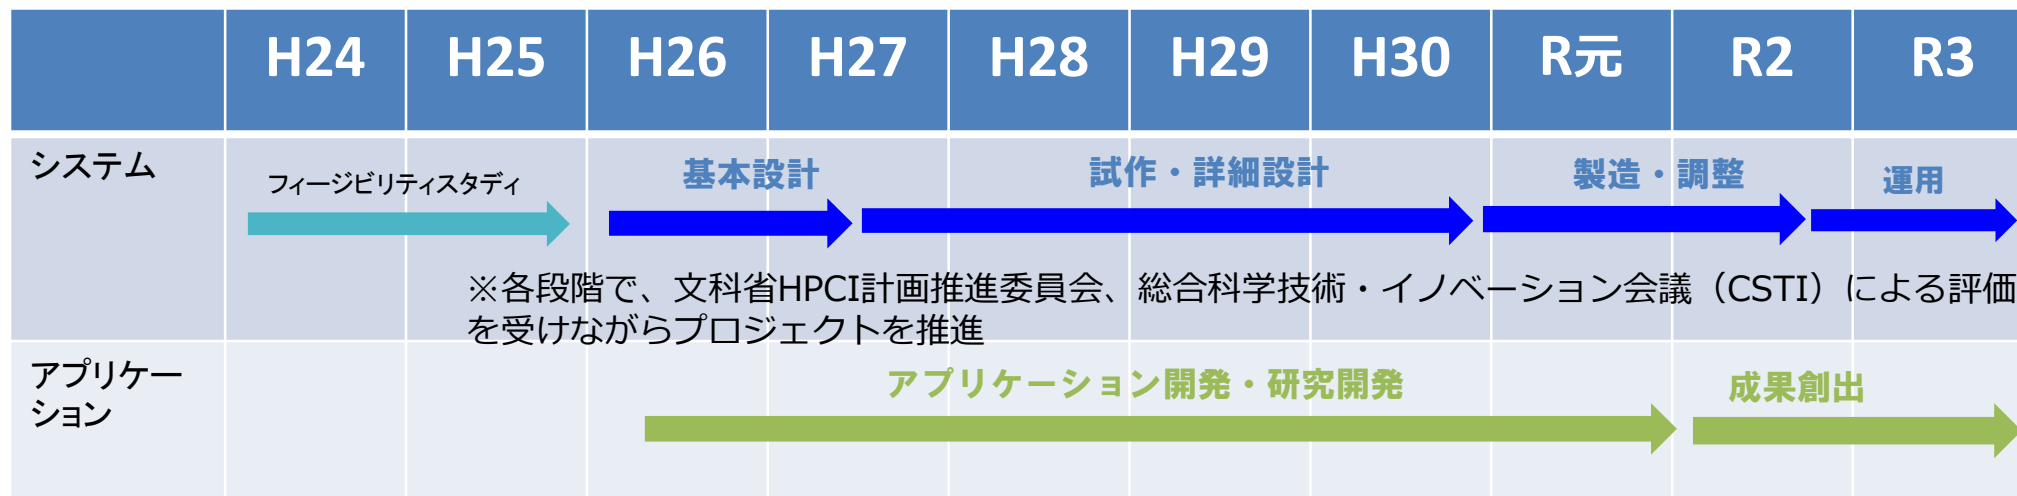 H24 H25 H26 H27 H28 H29 H30 R元 R2 R3
システム
フィージビリティスタディ
基本設計
試作・詳細設計
製造・調整
運用
※各段階で、文科省HPCI計画推進委員会、総合科学技術・イノベーション会議（CSTI）による評価
を受けながらプロジェクトを推進
アプリケー
ション
アプリケーション開発・研究開発
成果創出